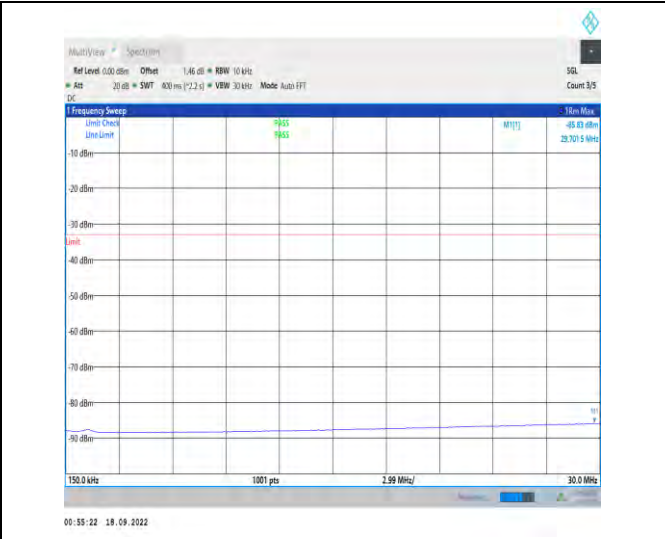 MultiView Spectrum
Ref Level 0.00 dBm Offset 1.46 dB RBW 10 kHz SGL
Att 20 dB SWT 400 ms (~2.2 s) VBW 30 kHz Mode Auto FFT Count 3/5
DC
1 Frequency Sweep 1Rm Max
Limit Check PASS M1[1] dBm
Line Limit PASS 29.701 5 MHz
-10 dBm
-20 dBm
-30 dBm
Limit
-40 dBm
-50 dBm
-60 dBm
-70 dBm
-80 dBm
M1
-90 dBm
150.0 kHz 1001 pts 2.99 MHz/ 30.0 MHz
00:55:22 18.09.2022